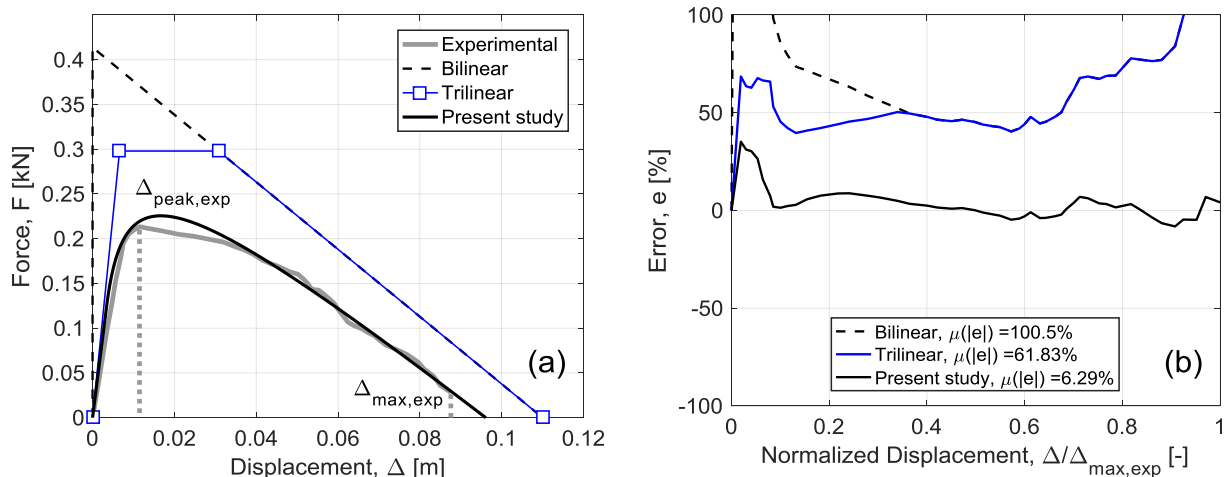 0.4
0.35
0.3
0.25
0.2
0.15
0.1
0.05
0
Force, F [kN]
0 0.02 0.04 0.06 0.08 0.1 0.12
Displacement, Δ [m]
Experimental
Bilinear
Trilinear
Present study
Δpeak,exp
Δmax,exp
(a)
100
50
0
-50
-100
Error, e [%]
0 0.2 0.4 0.6 0.8 1
Normalized Displacement, Δ/Δmax,exp [-]
Bilinear, μ(|e|) =100.5%
Trilinear, μ(|e|) =61.83%
Present study, μ(|e|) =6.29%
(b)